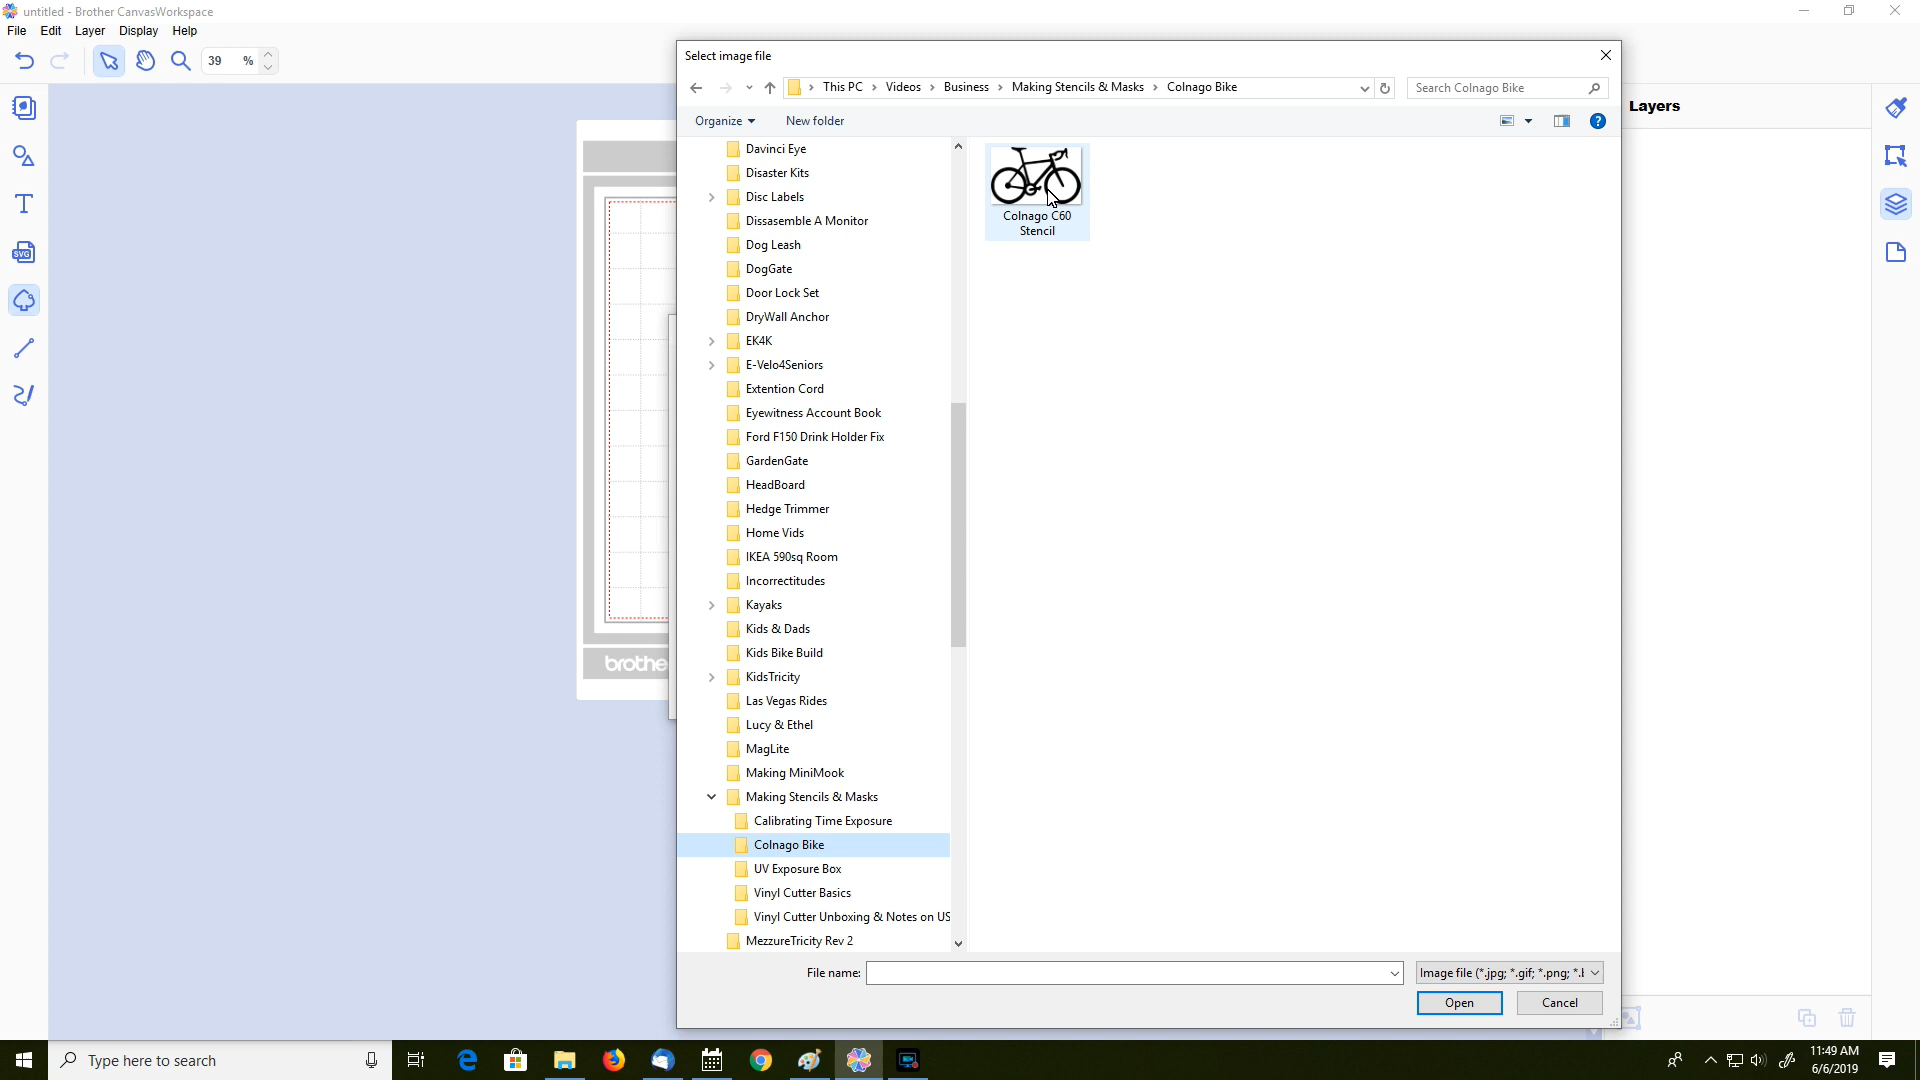 untitled - Brother CanvasWorkspace
File Edit Layer Display Help
39 %
Select image file
This PC > Videos > Business > Making Stencils & Masks > Colnago Bike
Search Colnago Bike
Organize
New folder
Layers
Davinci Eye
Disaster Kits
Disc Labels
Dissasemble A Monitor
Dog Leash
DogGate
Door Lock Set
DryWall Anchor
EK4K
E-Velo4Seniors
Extention Cord
Eyewitness Account Book
Ford F150 Drink Holder Fix
GardenGate
HeadBoard
Hedge Trimmer
Home Vids
IKEA 590sq Room
Incorrectitudes
Kayaks
Kids & Dads
Kids Bike Build
KidsTricity
Las Vegas Rides
Lucy & Ethel
MagLite
Making MiniMook
Making Stencils & Masks
Calibrating Time Exposure
Colnago Bike
UV Exposure Box
Vinyl Cutter Basics
Vinyl Cutter Unboxing & Notes on US
MezzureTricity Rev 2
Colnago C60
Stencil
SVG
brothe
File name:
Image file (*.jpg; *.gif; *.png; *.l
Open
Cancel
Type here to search
11:49 AM
6/6/2019